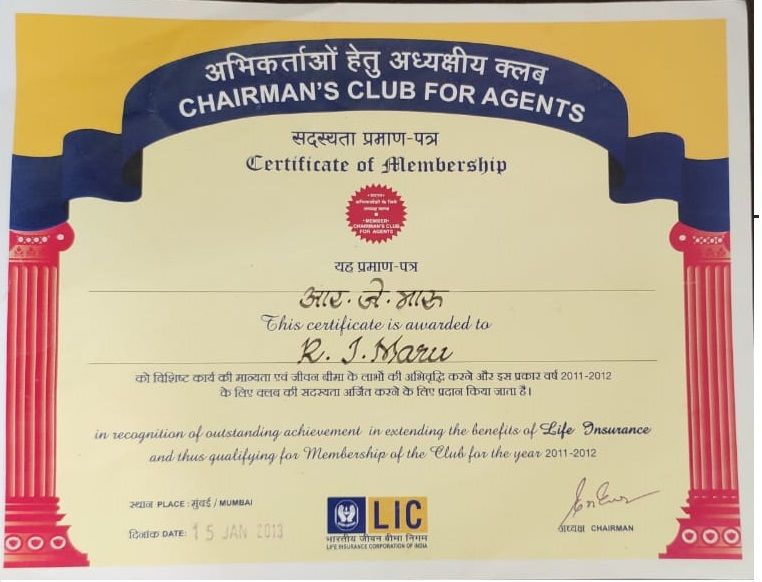 अभिकर्ताओं हेतु अध्यक्षीय क्लब
CHAIRMAN'S CLUB FOR AGENTS
सदस्यता प्रमाण-पत्र
Certificate of Membership
MEMBER
CHAIRMAN'S CLUB
FOR AGENTS
यह प्रमाण-पत्र
आर. जे. मारू
This certificate is awarded to
R. J. Maru
को विशिष्ट कार्य की मान्यता एवं जीवन बीमा के लाभों की अभिवृद्धि करने और इस प्रकार वर्ष 2011-2012
के लिए क्लब की सदस्यता अर्जित करने के लिए प्रदान किया जाता है।
in recognition of outstanding achievement in extending the benefits of Life Insurance
and thus qualifying for Membership of the Club for the year 2011-2012
स्थान PLACE : मुंबई / MUMBAI
दिनांक DATE: 15 JAN 2013
LIC
भारतीय जीवन बीमा निगम
LIFE INSURANCE CORPORATION OF INDIA
अध्यक्ष CHAIRMAN